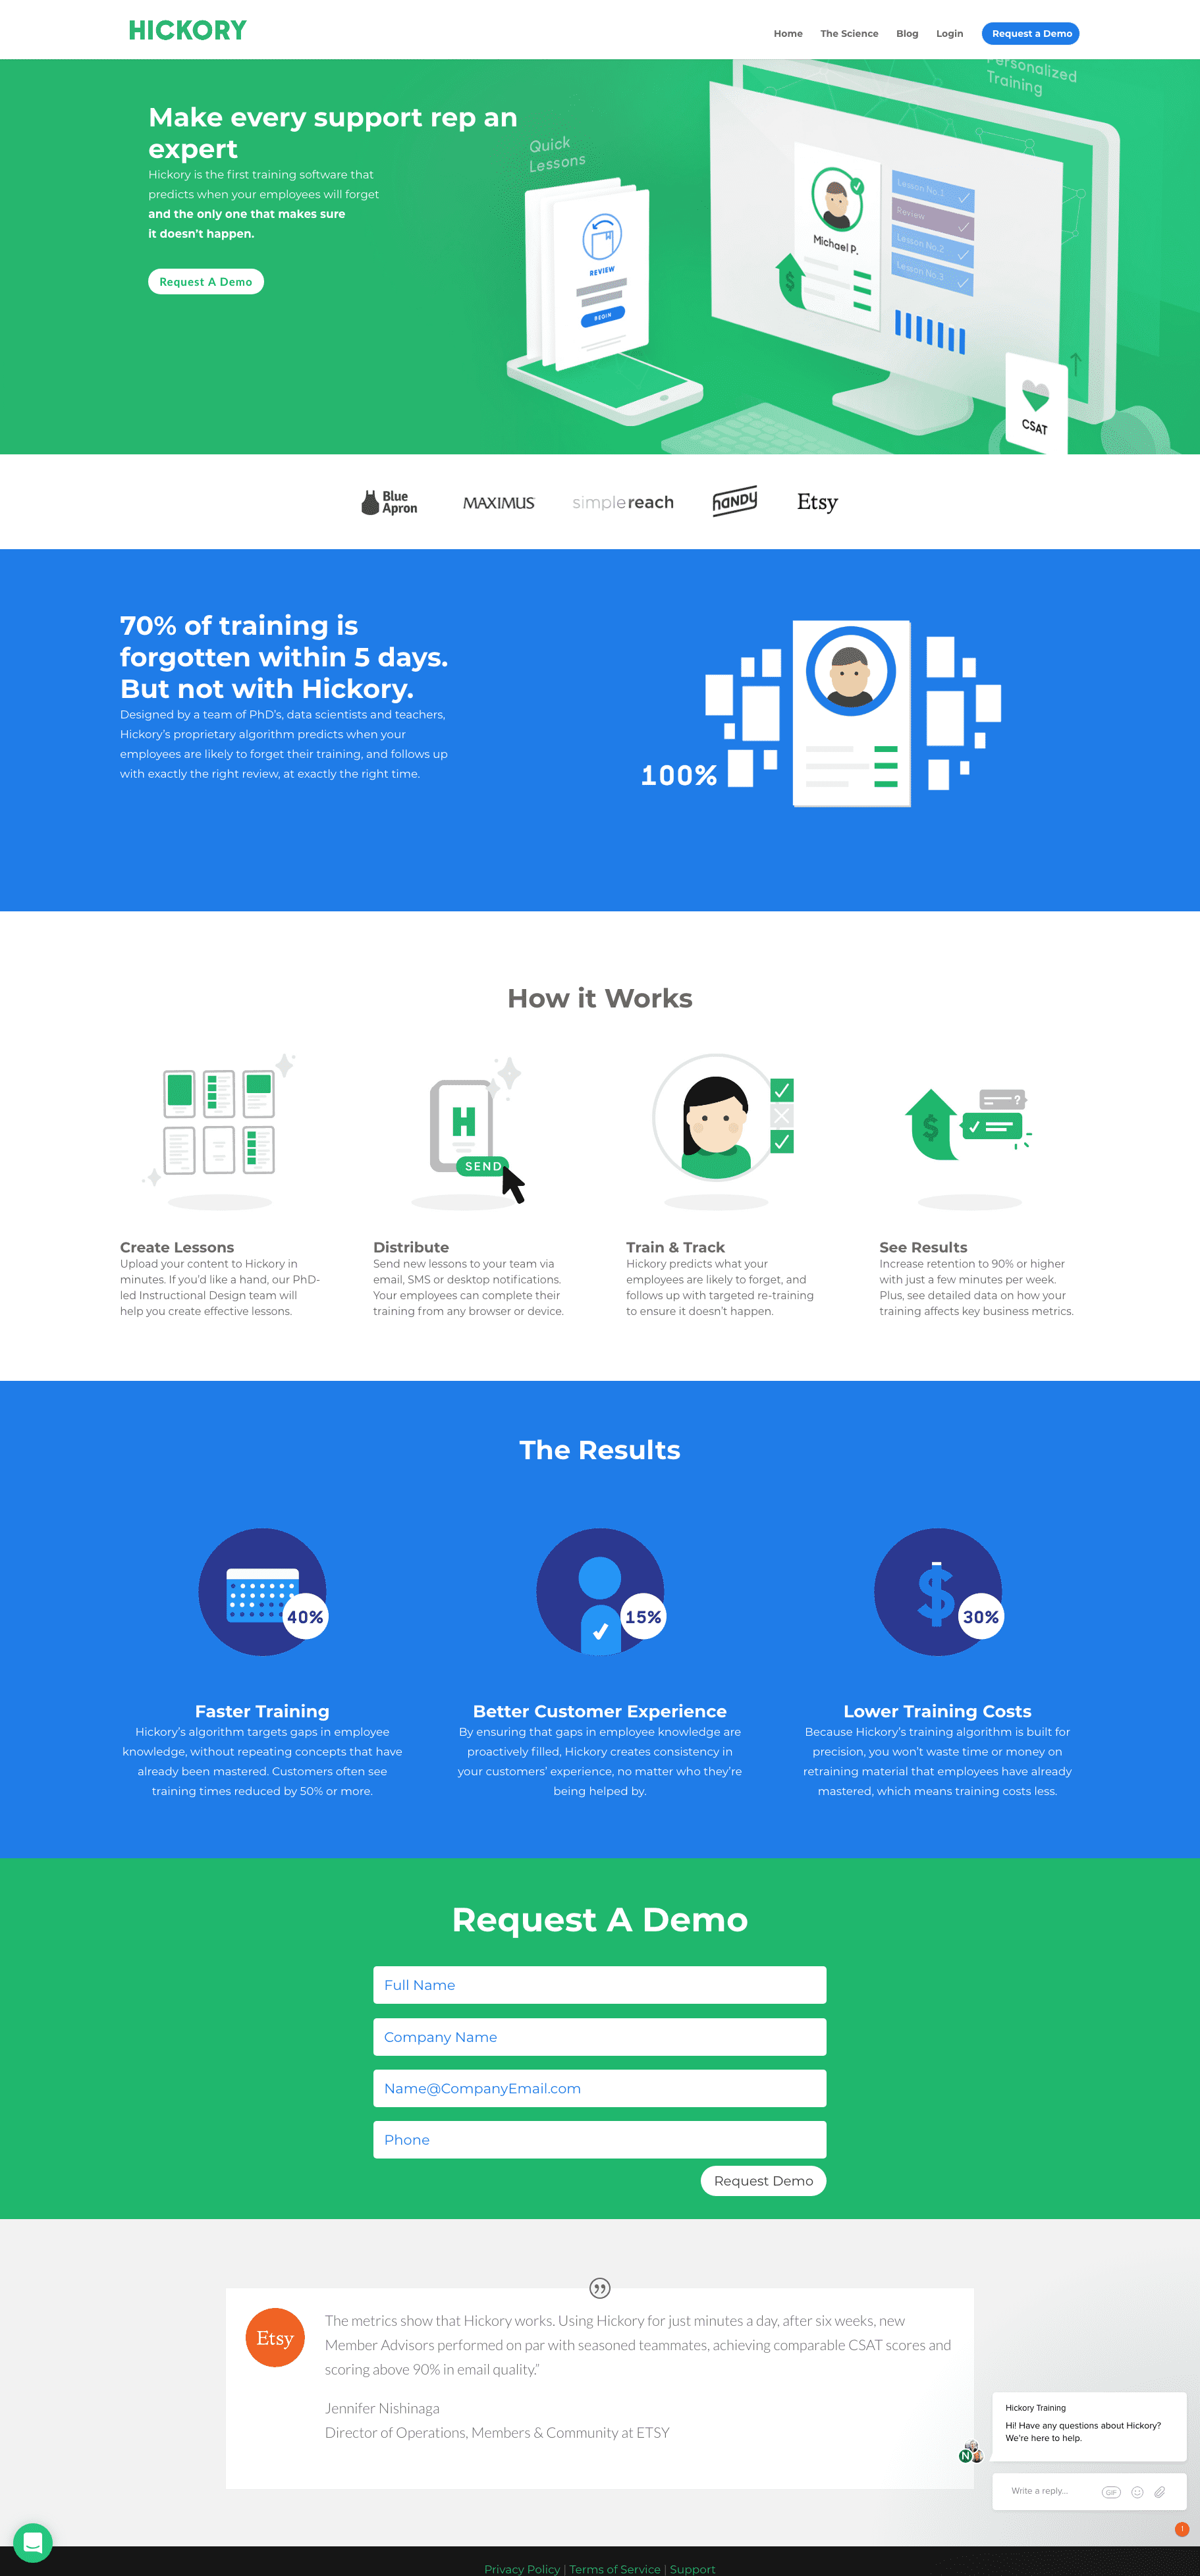 HICKORY
Home
The Science
Blog
Login
Request a Demo
Make every support rep an
expert
Hickory is the first training software that
predicts when your employees will forget
and the only one that makes sure
it doesn't happen.
Request A Demo
Quick
Lessons
REVIEW
BEGIN
Personalized
Training
Michael P.
$
Lesson No.1
Review
Lesson No.2
Lesson No.3
CSAT
Blue
Apron
MAXIMUS
simplereach
HANDY
Etsy
70% of training is
forgotten within 5 days.
But not with Hickory.
Designed by a team of PhD's, data scientists and teachers,
Hickory's proprietary algorithm predicts when your
employees are likely to forget their training, and follows up
with exactly the right review, at exactly the right time.
100%
How it Works
H
SEND
$
?
Create Lessons
Upload your content to Hickory in
minutes. If you'd like a hand, our PhD-
led Instructional Design team will
help you create effective lessons.
Distribute
Send new lessons to your team via
email, SMS or desktop notifications.
Your employees can complete their
training from any browser or device.
Train & Track
Hickory predicts what your
employees are likely to forget, and
follows up with targeted re-training
to ensure it doesn't happen.
See Results
Increase retention to 90% or higher
with just a few minutes per week.
Plus, see detailed data on how your
training affects key business metrics.
The Results
40%
Faster Training
Hickory's algorithm targets gaps in employee
knowledge, without repeating concepts that have
already been mastered. Customers often see
training times reduced by 50% or more.
15%
Better Customer Experience
By ensuring that gaps in employee knowledge are
proactively filled, Hickory creates consistency in
your customers' experience, no matter who they're
being helped by.
$
30%
Lower Training Costs
Because Hickory's training algorithm is built for
precision, you won't waste time or money on
retraining material that employees have already
mastered, which means training costs less.
Request A Demo
Full Name
Company Name
Name@CompanyEmail.com
Phone
Request Demo
”
Etsy
The metrics show that Hickory works. Using Hickory for just minutes a day, after six weeks, new
Member Advisors performed on par with seasoned teammates, achieving comparable CSAT scores and
scoring above 90% in email quality."
Jennifer Nishinaga
Director of Operations, Members & Community at ETSY
Hickory Training
Hi! Have any questions about Hickory?
We're here to help.
N
Write a reply...
GIF
!
Privacy Policy | Terms of Service | Support